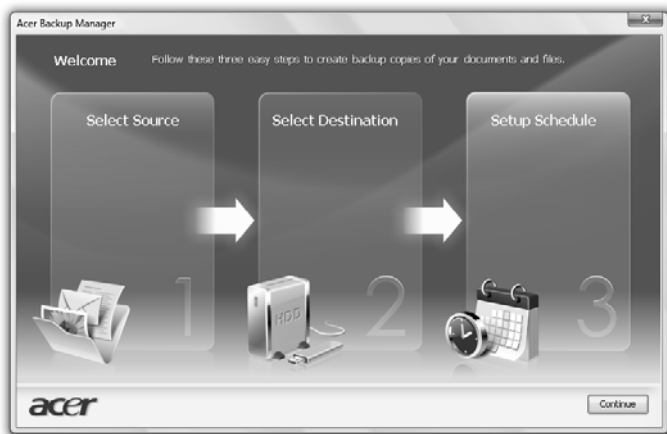 Acer Backup Manager
Welcome Follow these three easy steps to create backup copies of your documents and files.
Select Source
Select Destination
Setup Schedule
1
HDD
2
3
acer
Continue